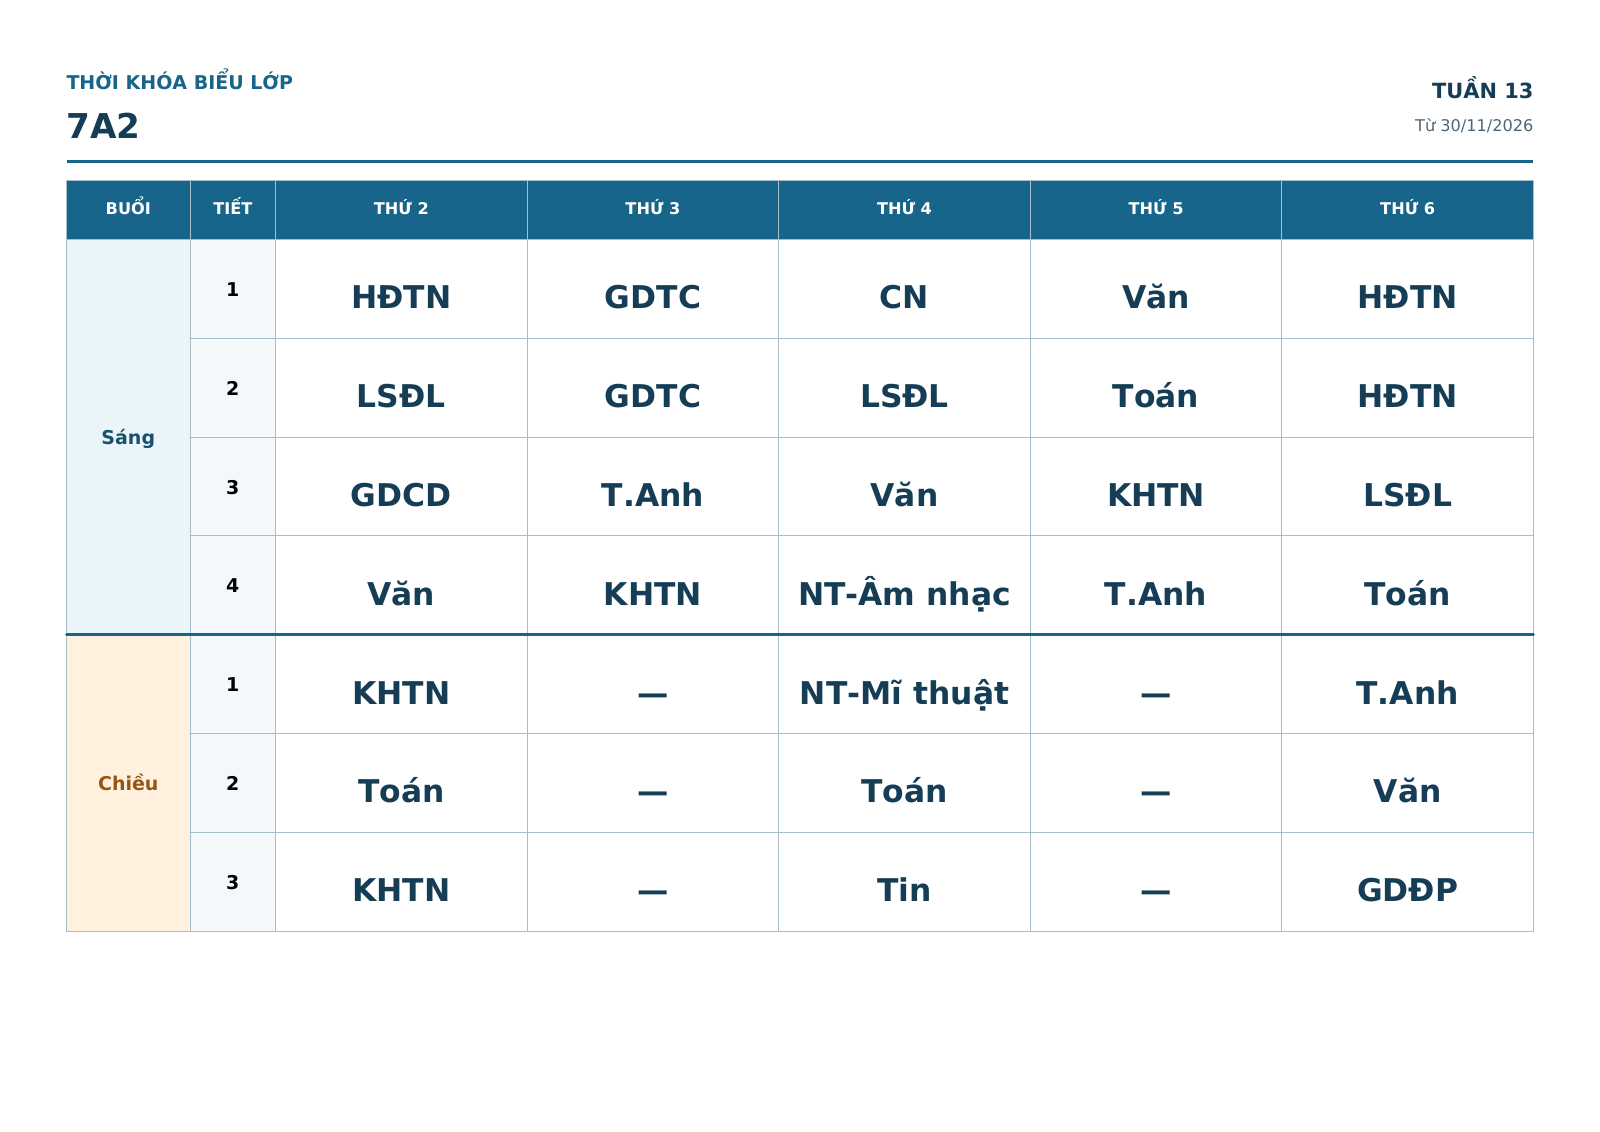 THỜI KHÓA BIỂU LỚP
7A2
TUẦN 13
Từ 30/11/2026
BUỔI TIẾT THỨ 2 THỨ 3 THỨ 4 THỨ 5 THỨ 6
Sáng
1 HĐTN GDTC CN Văn HĐTN
2 LSĐL GDTC LSĐL Toán HĐTN
3 GDCD T.Anh Văn KHTN LSĐL
4 Văn KHTN NT-Âm nhạc T.Anh Toán
Chiều
1 KHTN — NT-Mĩ thuật — T.Anh
2 Toán — Toán — Văn
3 KHTN — Tin — GDĐP